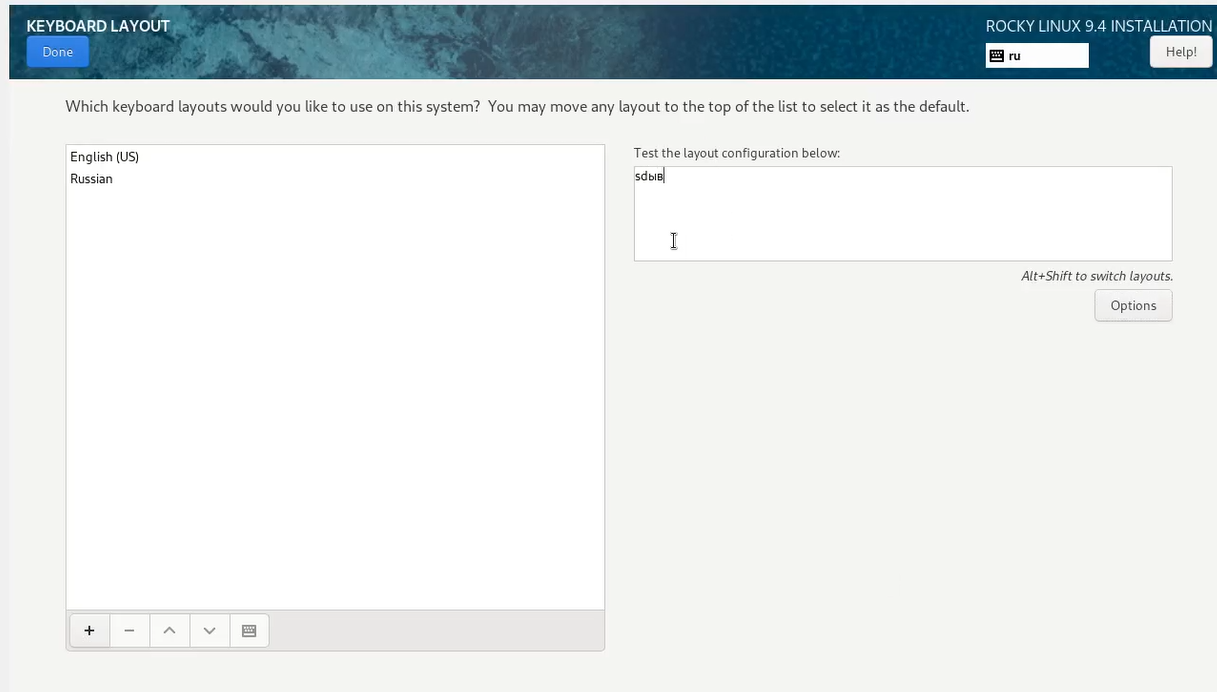 KEYBOARD LAYOUT
ROCKY LINUX 9.4 INSTALLATION
Done
ru
Help!
Which keyboard layouts would you like to use on this system?  You may move any layout to the top of the list to select it as the default.
English (US)
Russian
Test the layout configuration below:
sdыв
Alt+Shift to switch layouts.
Options